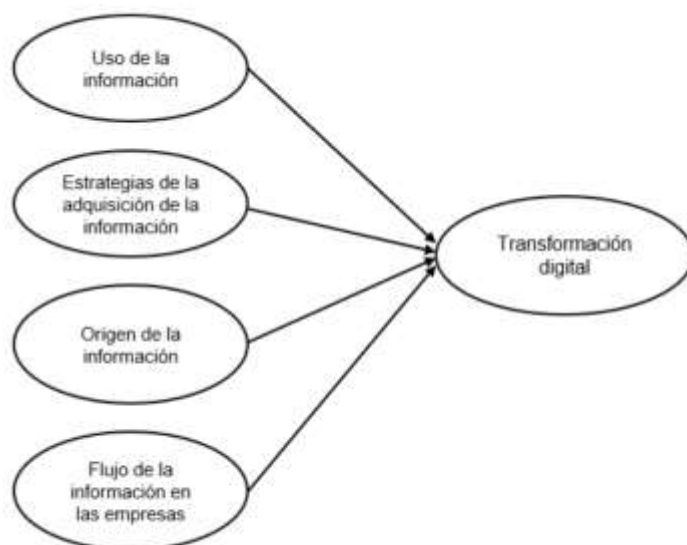 Uso de la
información
Estrategias de la
adquisición de la
información
Transformación
digital
Origen de la
información
Flujo de la
información en
las empresas